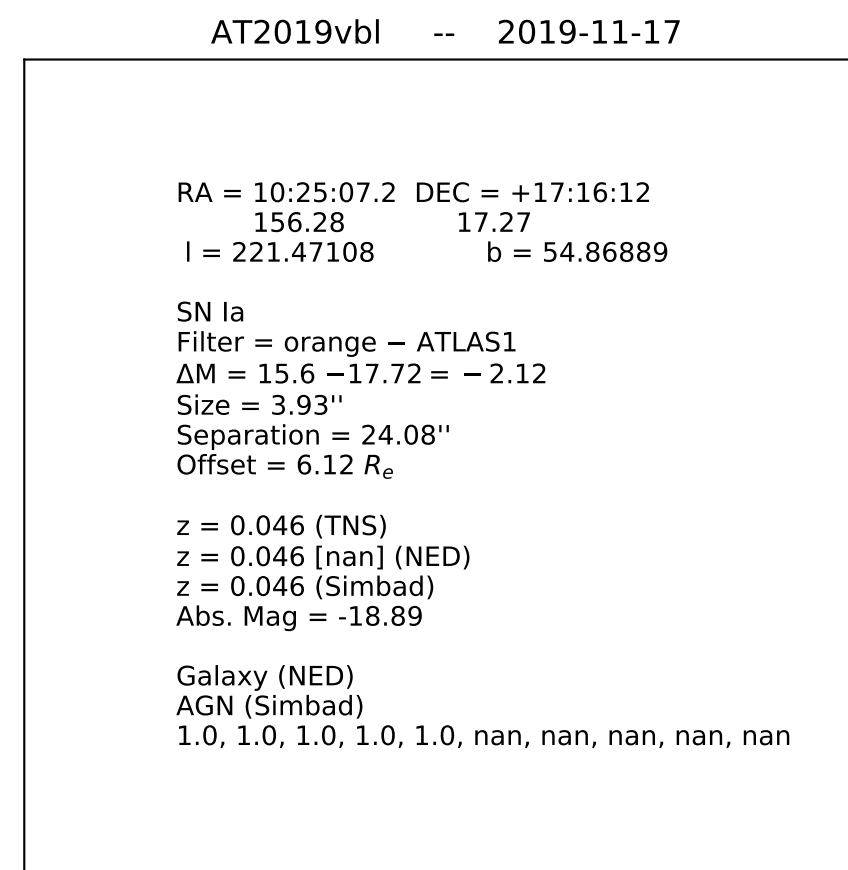 AT2019vbl -- 2019-11-17
RA = 10:25:07.2 DEC = +17:16:12
156.28 17.27
l = 221.47108 b = 54.86889
SN Ia
Filter = orange − ATLAS1
ΔM = 15.6 −17.72 = − 2.12
Size = 3.93''
Separation = 24.08''
Offset = 6.12 Rₑ
z = 0.046 (TNS)
z = 0.046 [nan] (NED)
z = 0.046 (Simbad)
Abs. Mag = -18.89
Galaxy (NED)
AGN (Simbad)
1.0, 1.0, 1.0, 1.0, 1.0, nan, nan, nan, nan, nan